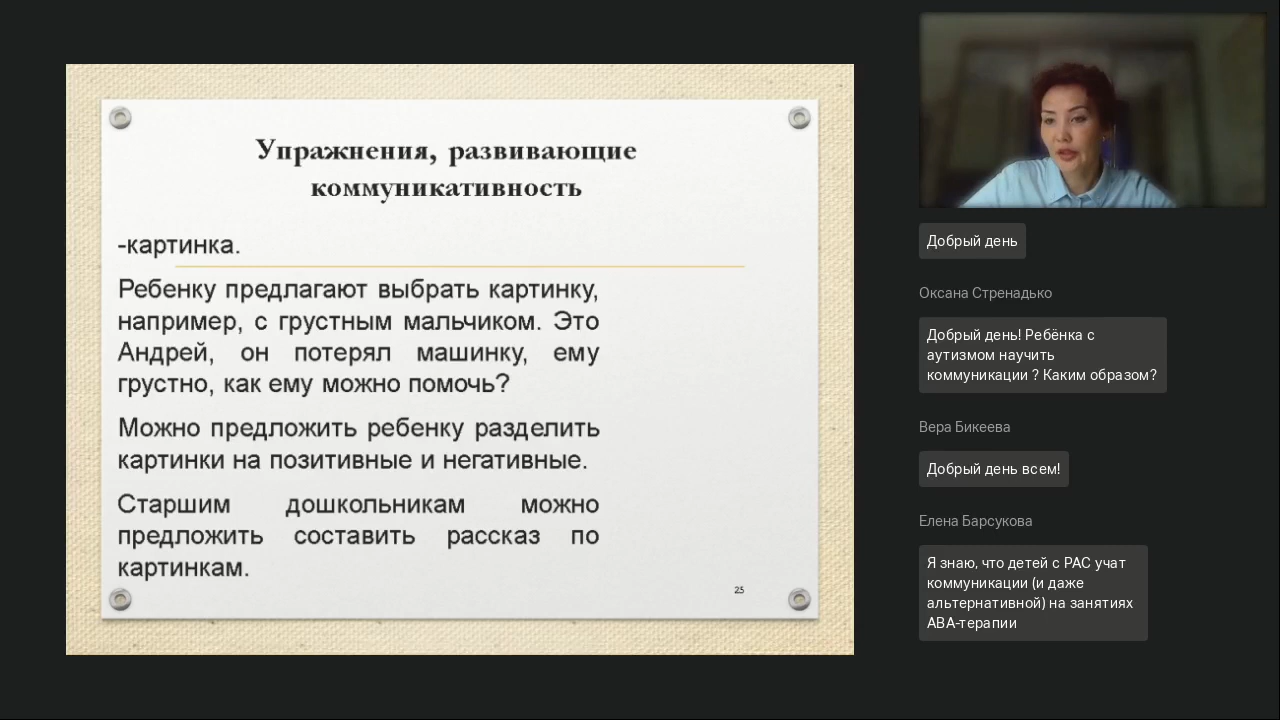 Упражнения, развивающие
коммуникативность
-картинка.
Ребенку предлагают выбрать картинку,
например, с грустным мальчиком. Это
Андрей, он потерял машинку, ему
грустно, как ему можно помочь?
Можно предложить ребенку разделить
картинки на позитивные и негативные.
Старшим дошкольникам можно
предложить составить рассказ по
картинкам.
25
Добрый день
Оксана Стренадько
Добрый день! Ребёнка с
аутизмом научить
коммуникации ? Каким образом?
Вера Бикеева
Добрый день всем!
Елена Барсукова
Я знаю, что детей с РАС учат
коммуникации (и даже
альтернативной) на занятиях
АВА-терапии